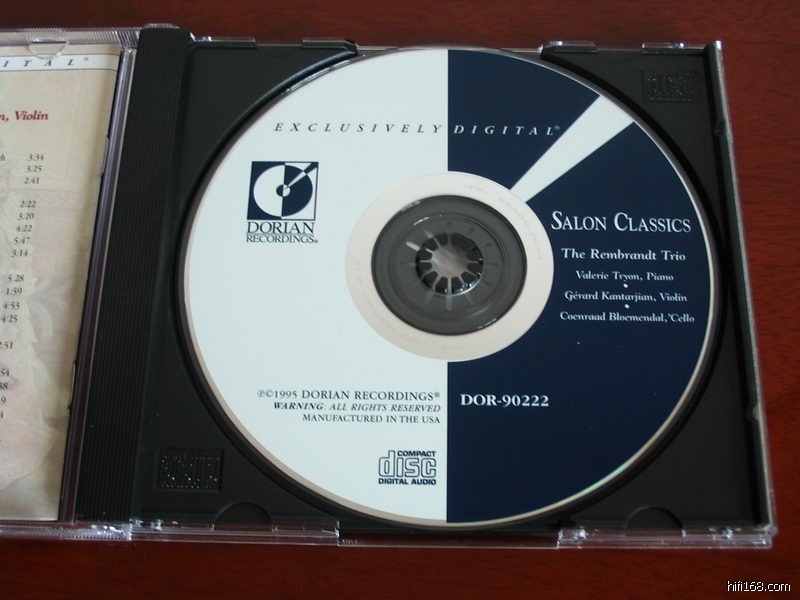 I T A L®
n, Violin
3:54
3:25
2:41
2:22
3:20
4:22
5:47
3:14
5:28
1:59
4:53
4:25
2:51
EXCLUSIVELY DIGITAL®
DORIAN
RECORDINGS®
SALON CLASSICS
The Rembrandt Trio
Valerie Tryon, Piano
•
Gérard Kantarjian, Violin
•
Coenraad Bloemendal, 'Cello
℗©1995 DORIAN RECORDINGS®
WARNING: ALL RIGHTS RESERVED
MANUFACTURED IN THE USA
DOR-90222
COMPACT
disc
DIGITAL AUDIO
hifi168.com